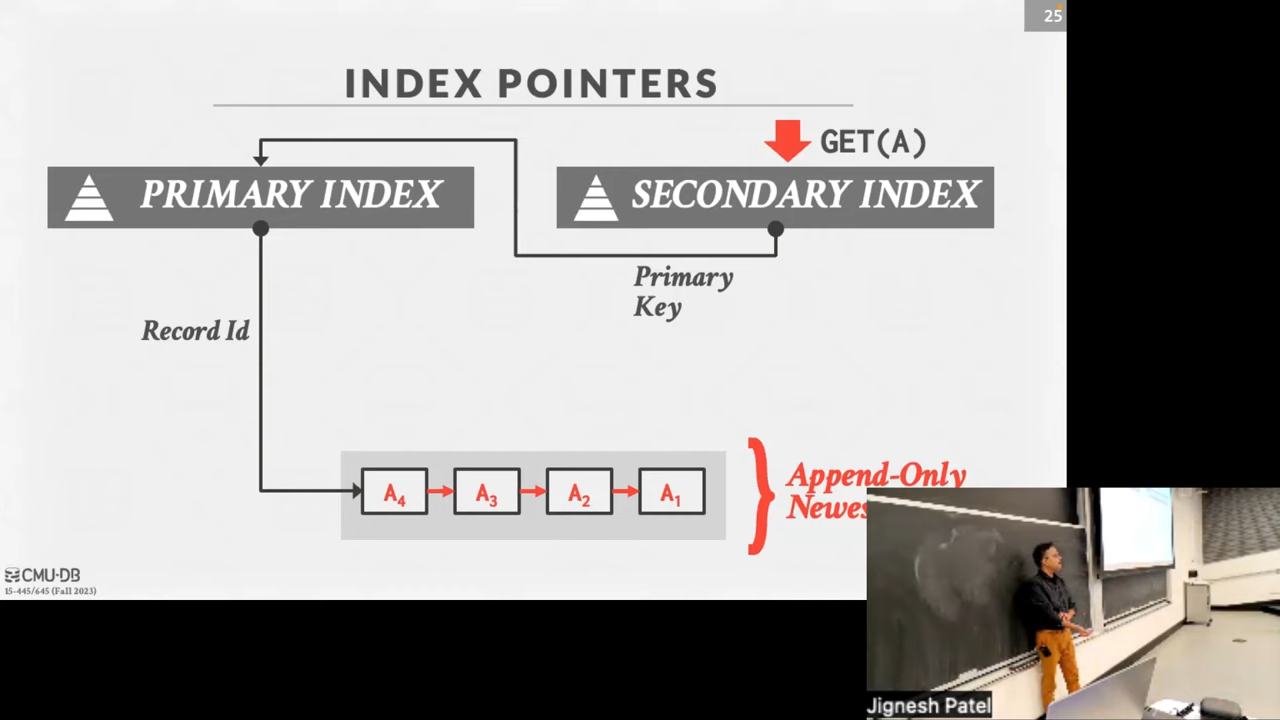 25
INDEX POINTERS
GET(A)
PRIMARY INDEX
SECONDARY INDEX
Primary
Key
Record Id
A4
A3
A2
A1
Append-Only
CMU·DB
15-445/645 (Fall 2023)
Jignesh Patel